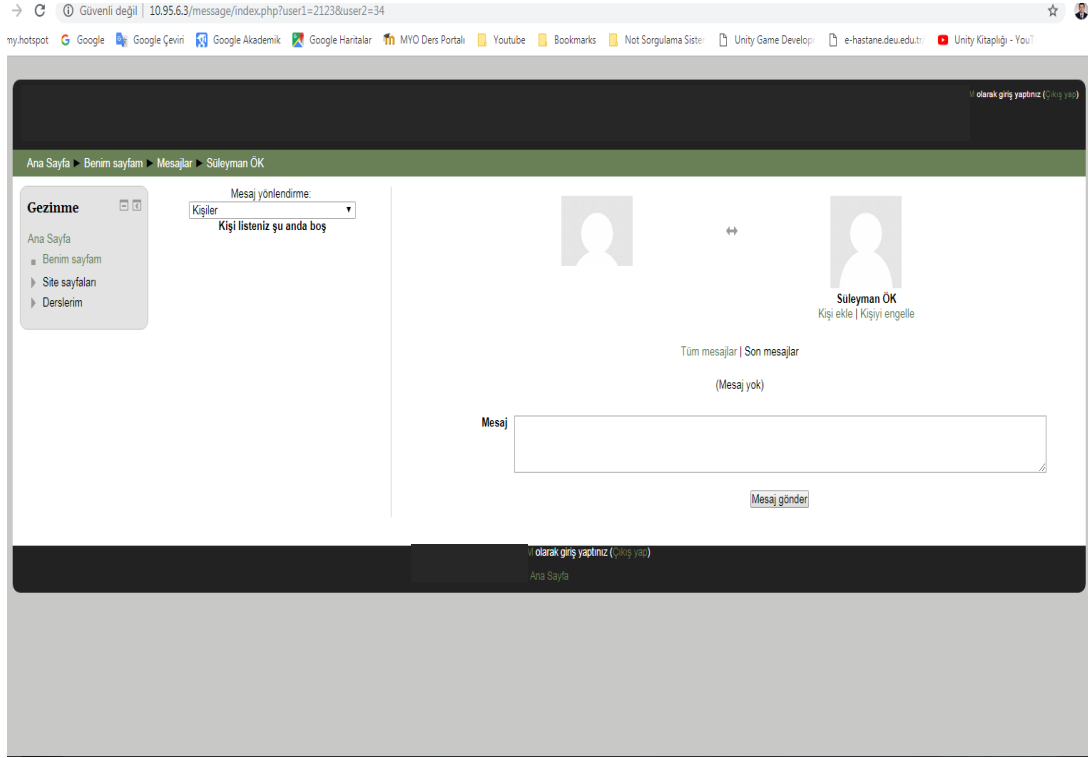 Güvenli değil | 10.95.6.3/message/index.php?user1=2123&user2=34
my.hotspot Google Google Çeviri Google Akademik Google Haritalar MYO Ders Portalı Youtube Bookmarks Not Sorgulama Sister Unity Game Develop e-hastane.deu.edu.tr/ Unity Kitaplığı - You
M olarak giriş yaptınız (Çıkış yap)
Ana Sayfa ► Benim sayfam ► Mesajlar ► Süleyman ÖK
Gezinme
Ana Sayfa
Benim sayfam
Site sayfaları
Derslerim
Mesaj yönlendirme:
Kişiler
Kişi listeniz şu anda boş
Süleyman ÖK
Kişi ekle | Kişiyi engelle
Tüm mesajlar | Son mesajlar
(Mesaj yok)
Mesaj
Mesaj gönder
M olarak giriş yaptınız (Çıkış yap)
Ana Sayfa